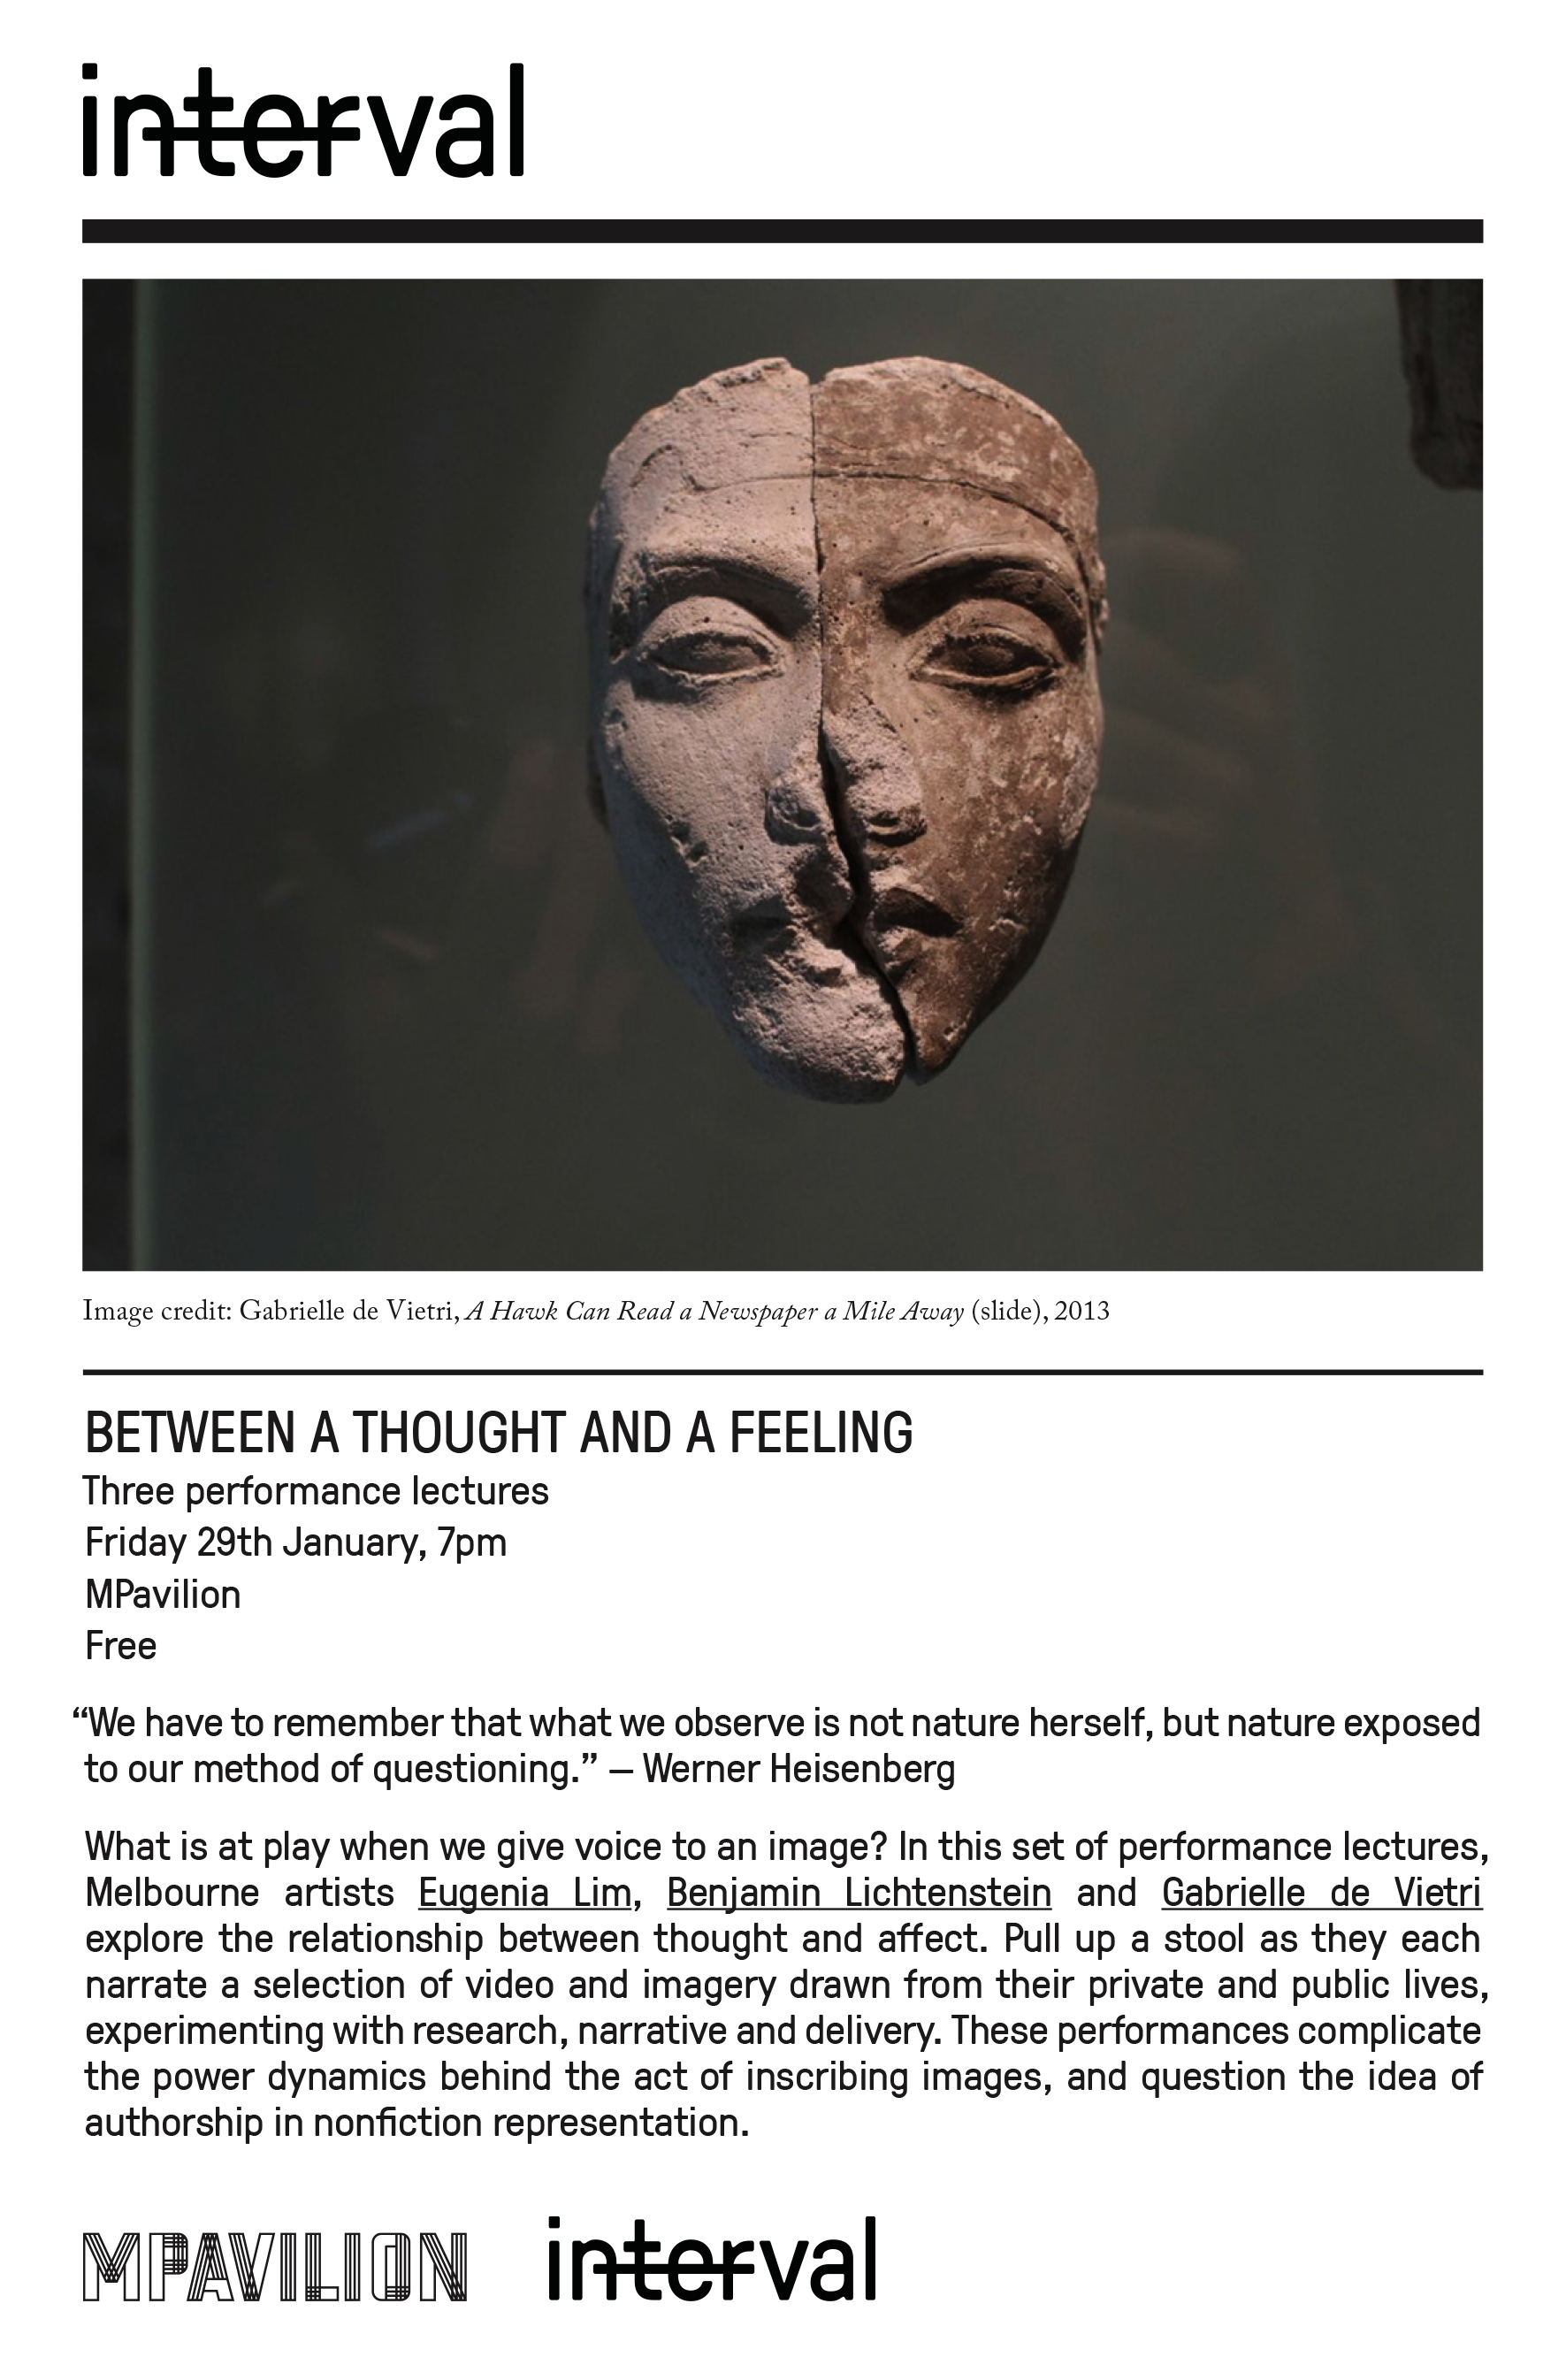 interval
Image credit: Gabrielle de Vietri, A Hawk Can Read a Newspaper a Mile Away (slide), 2013
BETWEEN A THOUGHT AND A FEELING
Three performance lectures
Friday 29th January, 7pm
MPavilion
Free
“We have to remember that what we observe is not nature herself, but nature exposed
to our method of questioning.” – Werner Heisenberg
What is at play when we give voice to an image? In this set of performance lectures,
Melbourne artists Eugenia Lim, Benjamin Lichtenstein and Gabrielle de Vietri
explore the relationship between thought and affect. Pull up a stool as they each
narrate a selection of video and imagery drawn from their private and public lives,
experimenting with research, narrative and delivery. These performances complicate
the power dynamics behind the act of inscribing images, and question the idea of
authorship in nonfiction representation.
MPAVILION interval